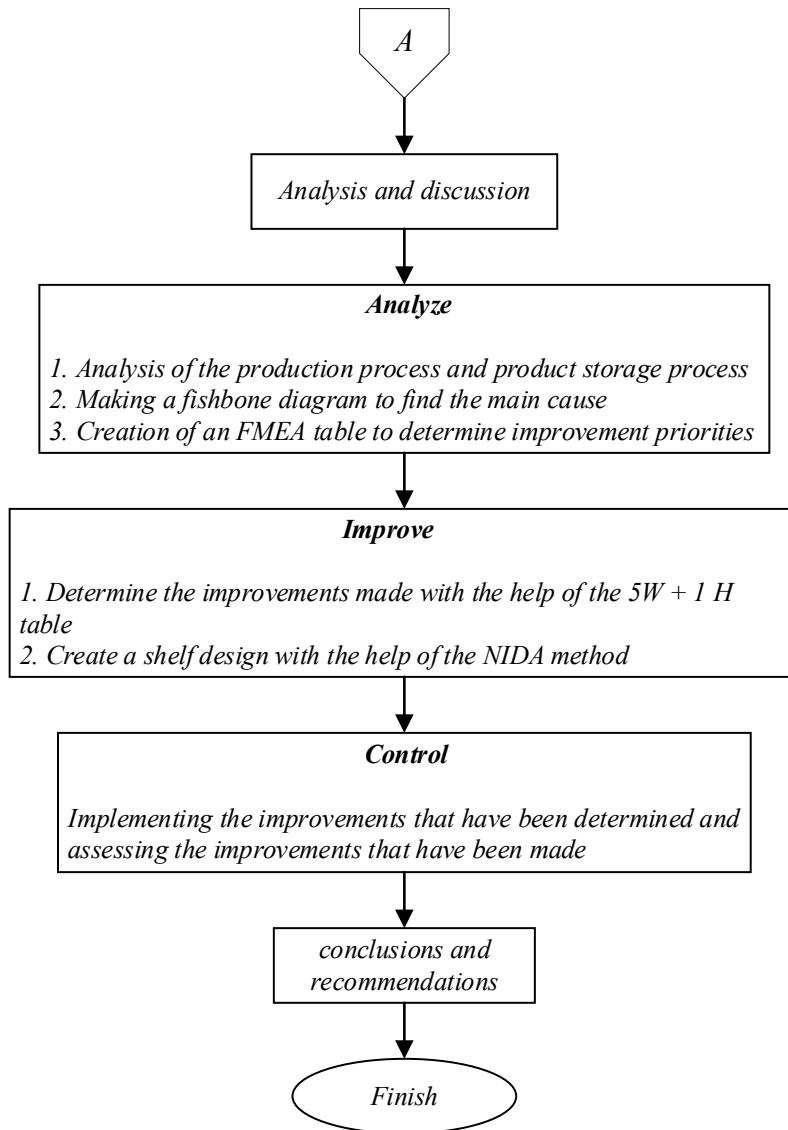 A
Analysis and discussion
Analyze
1. Analysis of the production process and product storage process
2. Making a fishbone diagram to find the main cause
3. Creation of an FMEA table to determine improvement priorities
Improve
1. Determine the improvements made with the help of the 5W + 1 H
table
2. Create a shelf design with the help of the NIDA method
Control
Implementing the improvements that have been determined and
assessing the improvements that have been made
conclusions and
recommendations
Finish